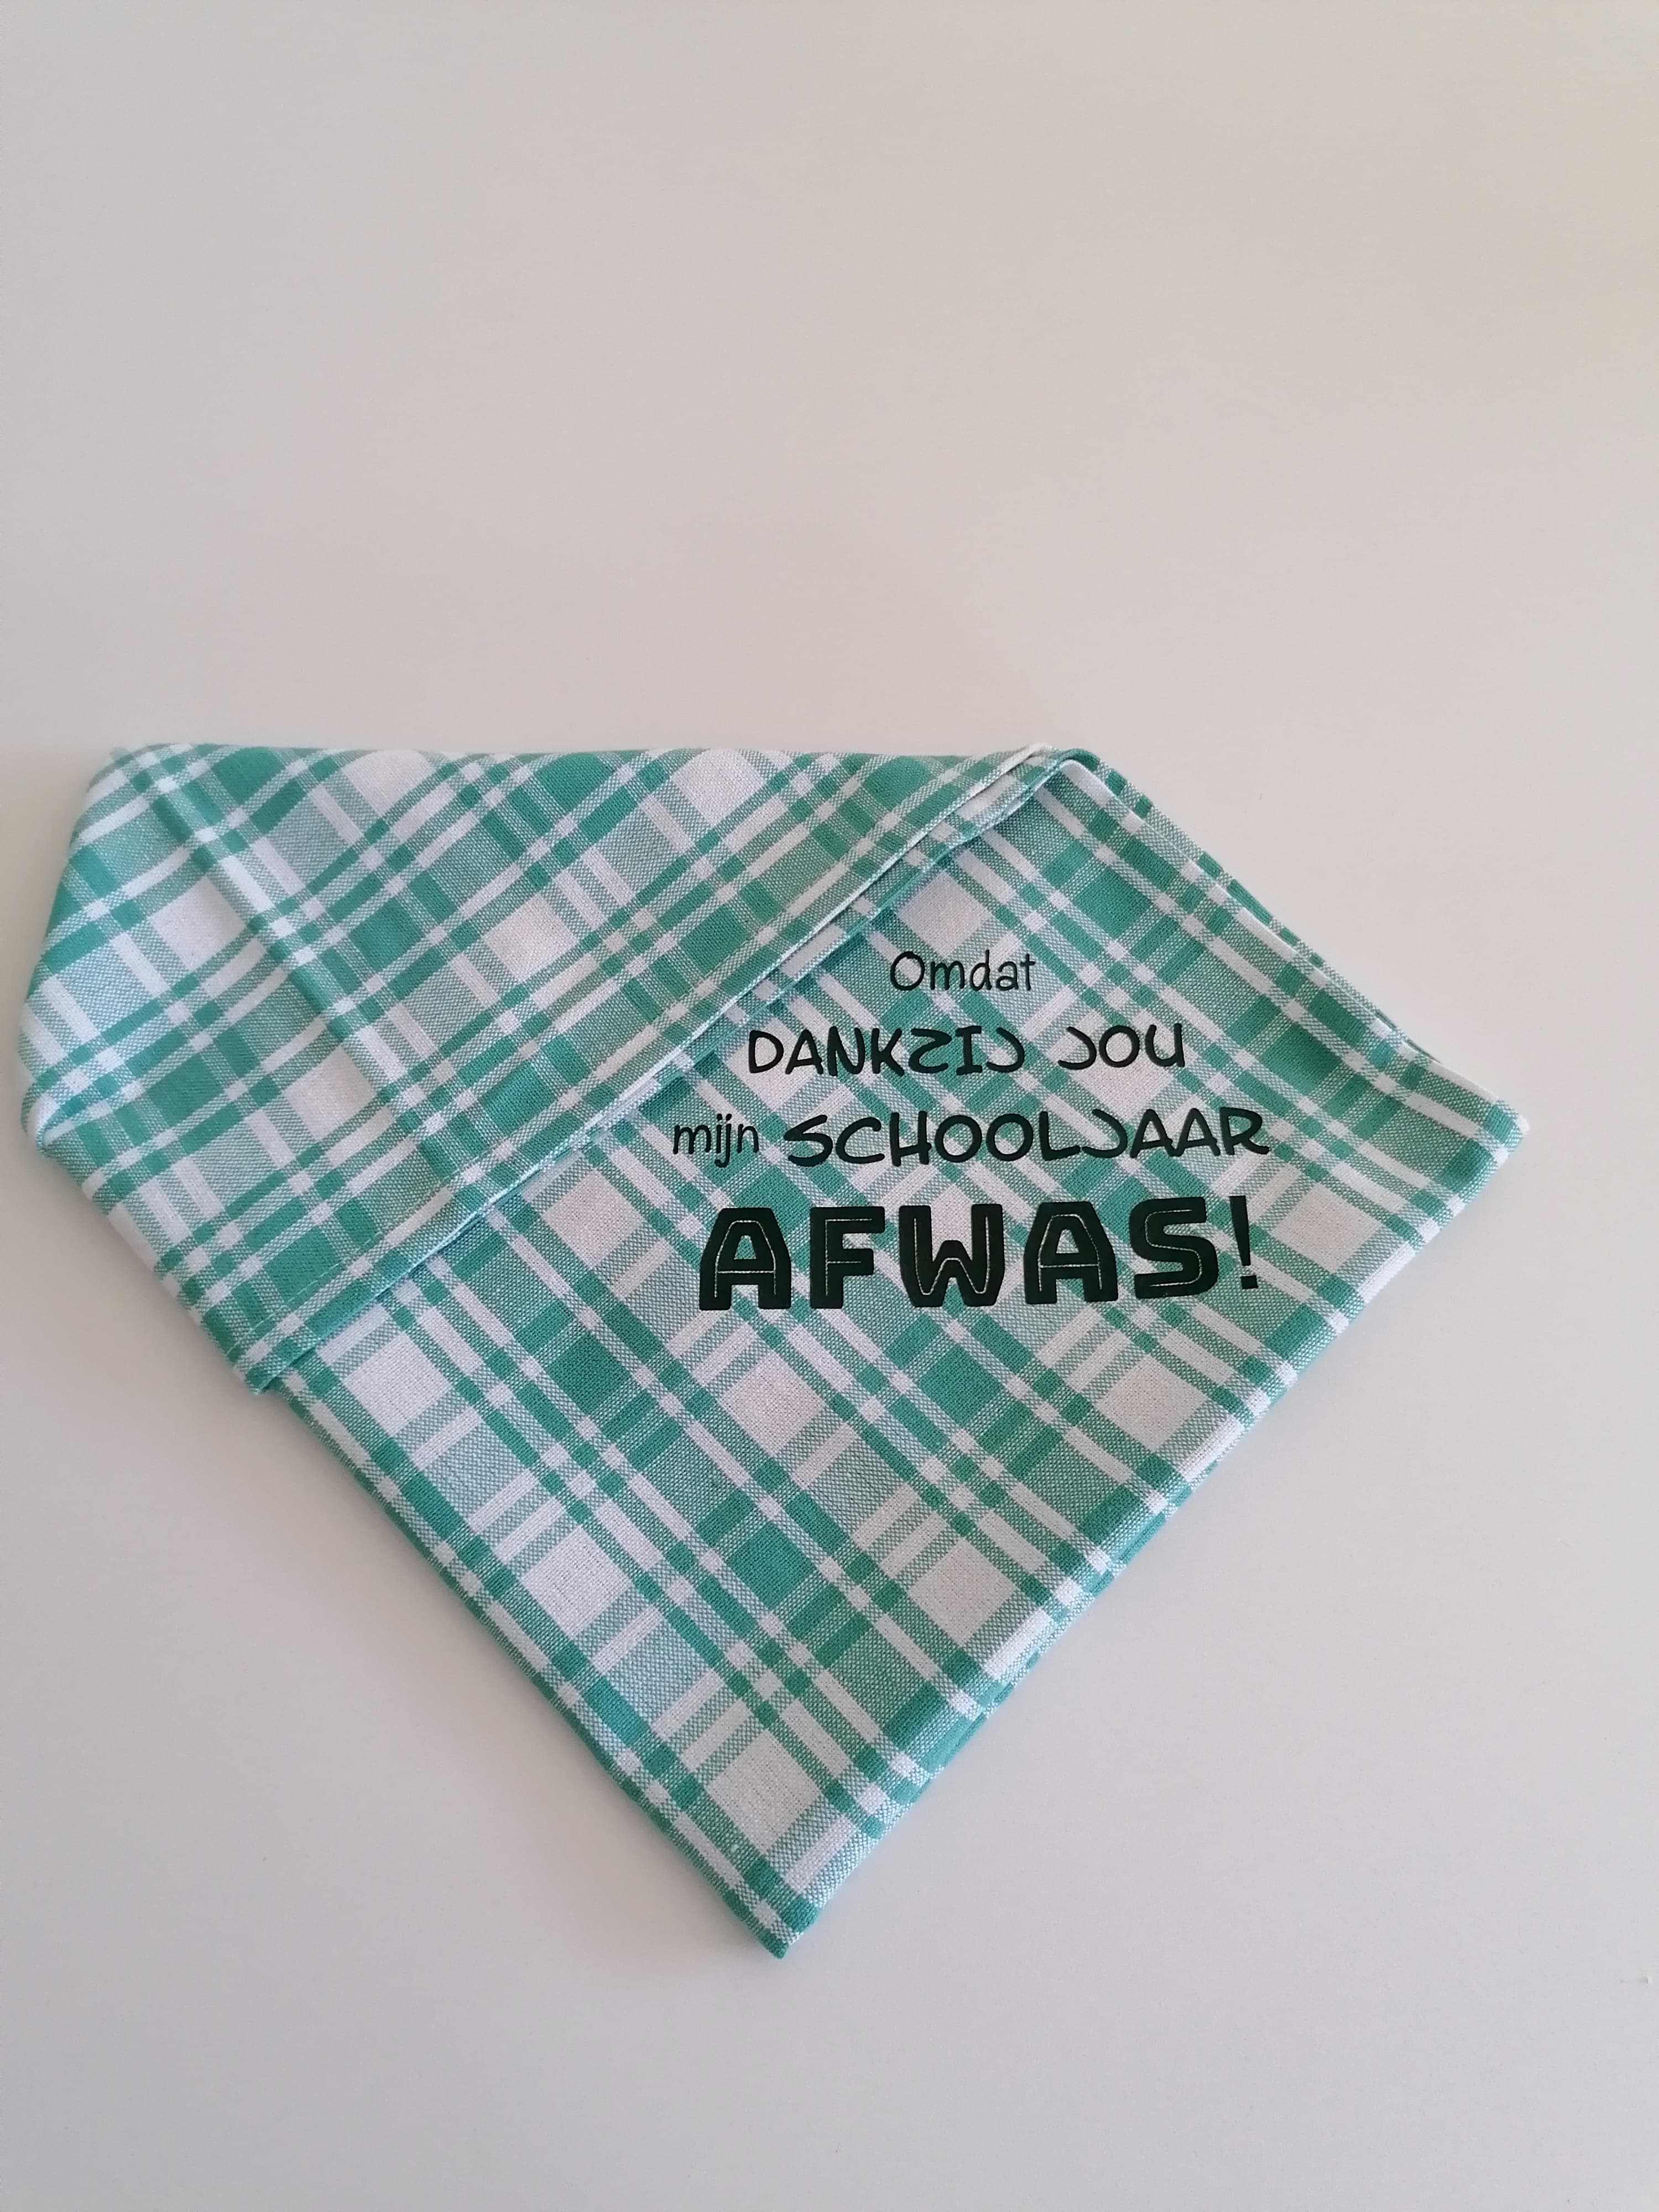 Omdat
DANKZIJ JOU
mijn SCHOOLJAAR
AFWAS!